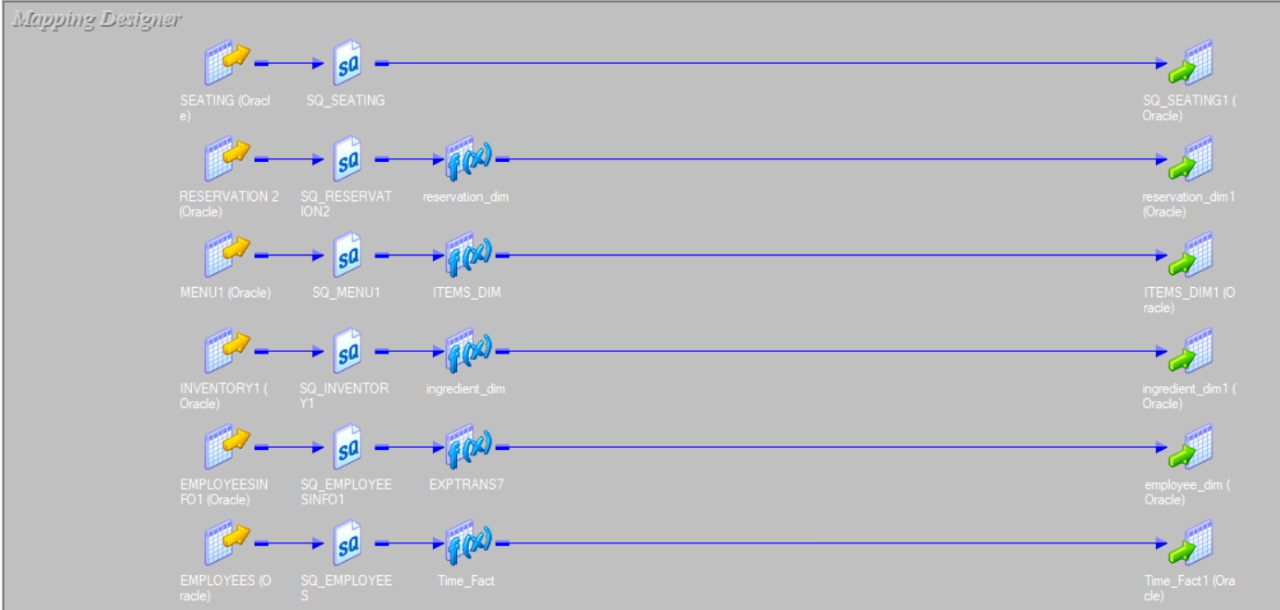 Mapping Designer
SEATING (Oracl
e)
SQ_SEATING
SQ_SEATING1 (
Oracle)
RESERVATION 2
(Oracle)
SQ_RESERVAT
ION2
reservation_dim
reservation_dim1
(Oracle)
MENU1 (Oracle)
SQ_MENU1
ITEMS_DIM
ITEMS_DIM1 (O
racle)
INVENTORY1 (
Oracle)
SQ_INVENTOR
Y1
ingredient_dim
ingredient_dim1 (
Oracle)
EMPLOYEESIN
FO1 (Oracle)
SQ_EMPLOYEE
SINFO1
EXPTRANS7
employee_dim (
Oracle)
EMPLOYEES (O
racle)
SQ_EMPLOYEE
S
Time_Fact
Time_Fact1 (Ora
cle)